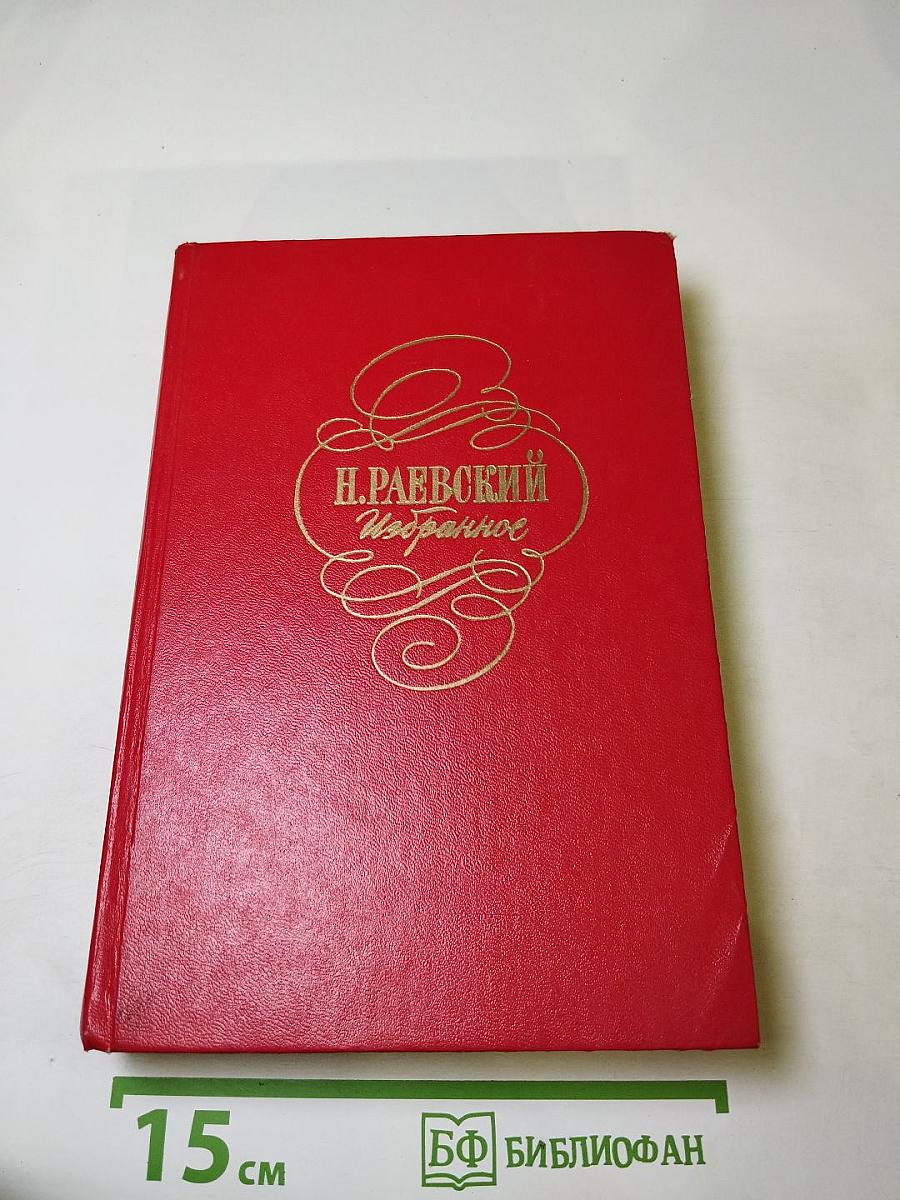 Н.РАЕВСКИЙ
Избранное
15 см
БФ БИБЛИОФАН